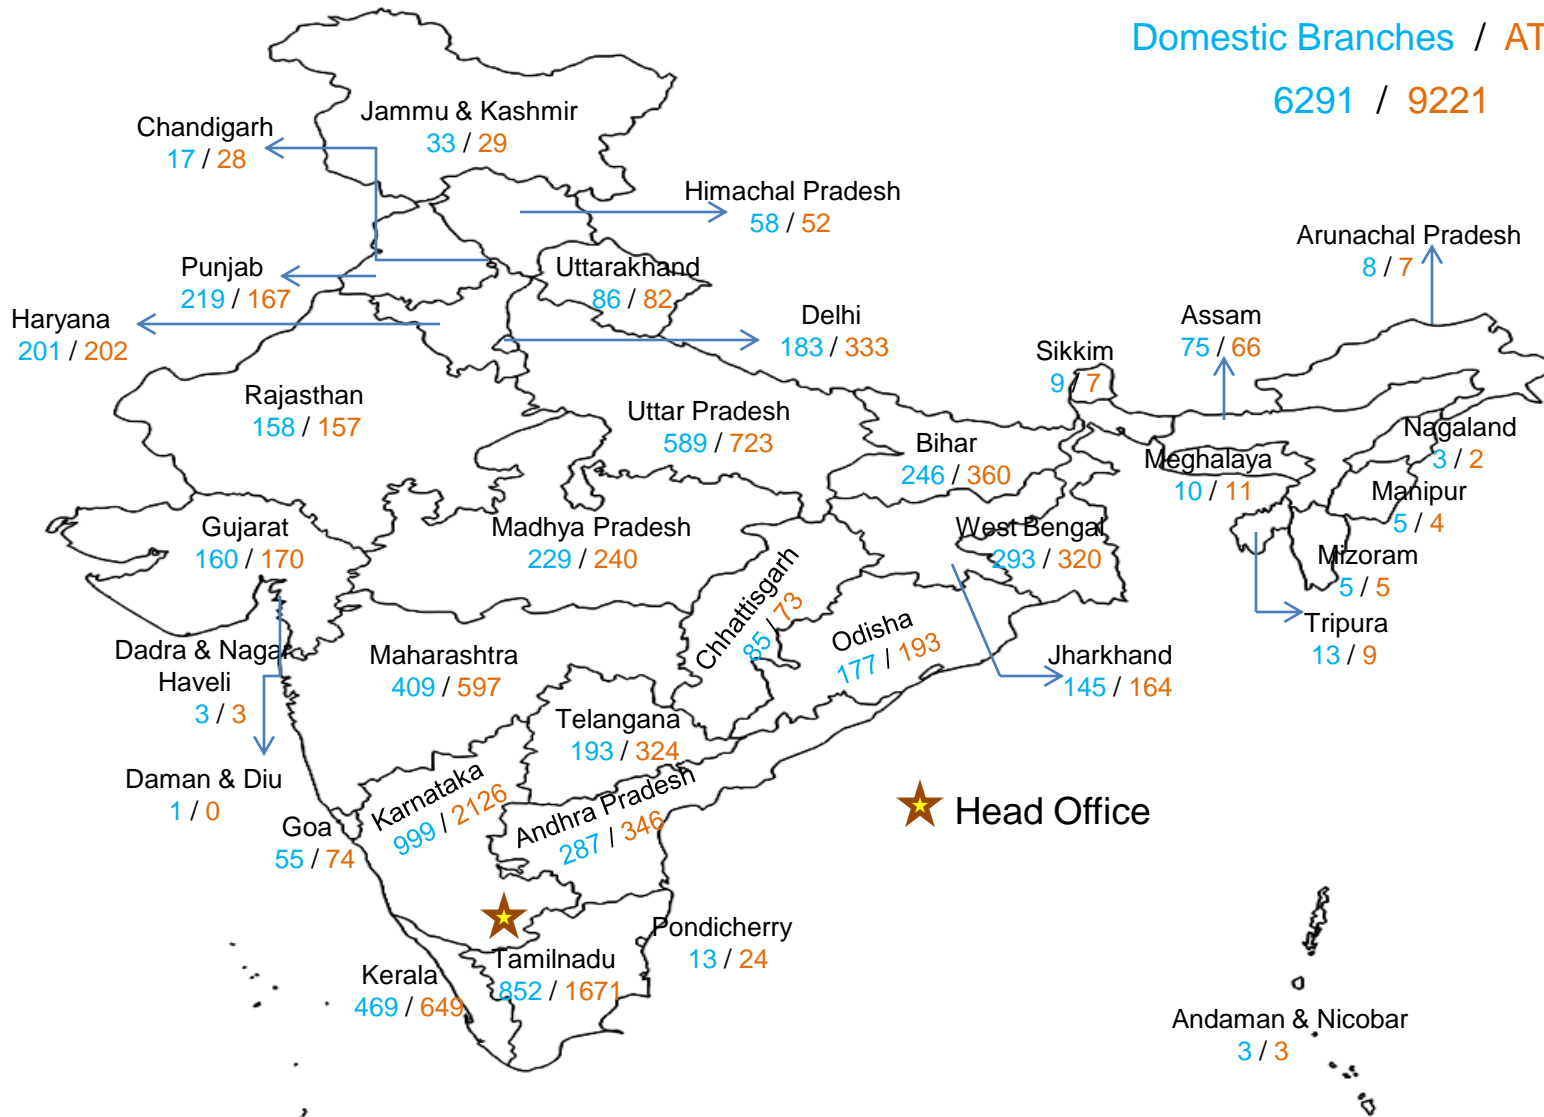 Domestic Branches / AT
6291 / 9221
Jammu & Kashmir
33 / 29
Chandigarh
17 / 28
Himachal Pradesh
58 / 52
Arunachal Pradesh
8 / 7
Punjab
219 / 167
Uttarakhand
86 / 82
Haryana
201 / 202
Delhi
183 / 333
Assam
75 / 66
Sikkim
9 / 7
Rajasthan
158 / 157
Uttar Pradesh
589 / 723
Bihar
246 / 360
Nagaland
3 / 2
Meghalaya
10 / 11
Manipur
5 / 4
Gujarat
160 / 170
Madhya Pradesh
229 / 240
West Bengal
293 / 320
Mizoram
5 / 5
Chhattisgarh
85 / 73
Odisha
177 / 193
Tripura
13 / 9
Dadra & Nagar
Haveli
3 / 3
Maharashtra
409 / 597
Jharkhand
145 / 164
Telangana
193 / 324
Daman & Diu
1 / 0
Karnataka
999 / 2126
Andhra Pradesh
287 / 346
Head Office
Goa
55 / 74
Pondicherry
13 / 24
Kerala
469 / 649
Tamilnadu
852 / 1671
Andaman & Nicobar
3 / 3